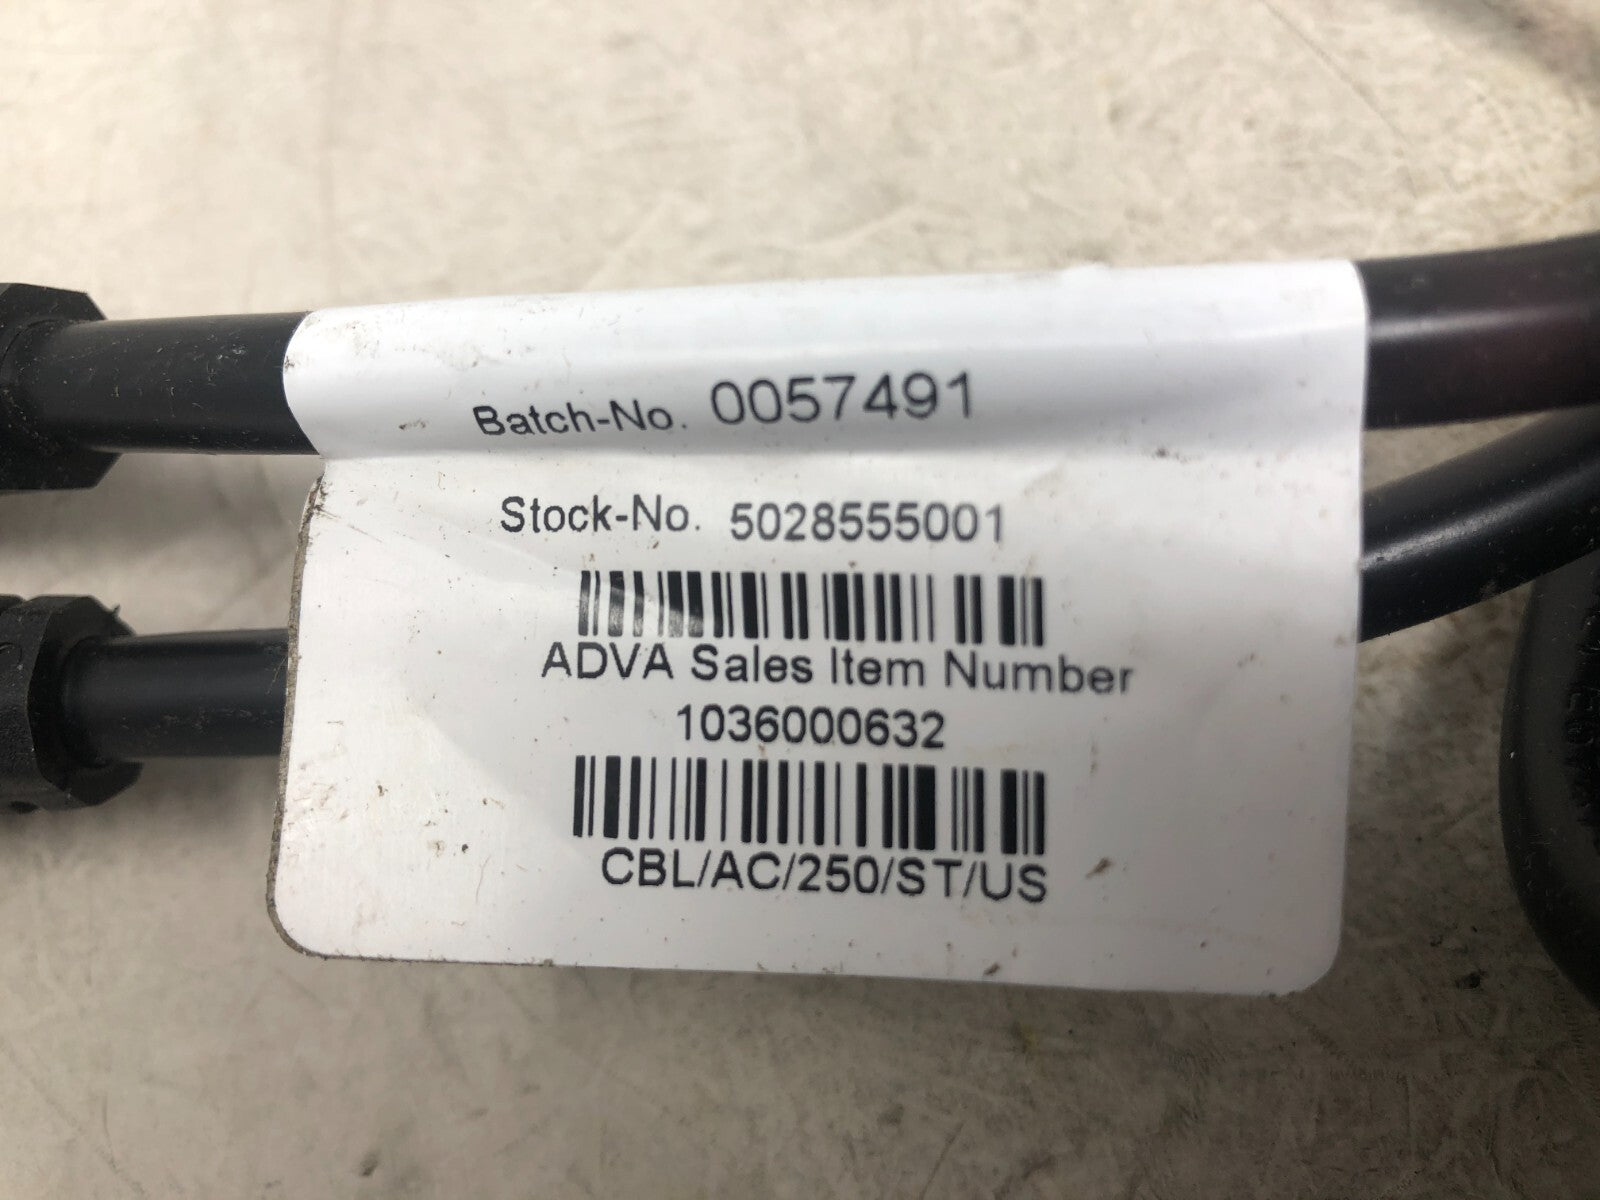 Batch-No. 0057491
Stock-No. 5028555001
ADVA Sales Item Number
1036000632
CBL/AC/250/ST/US